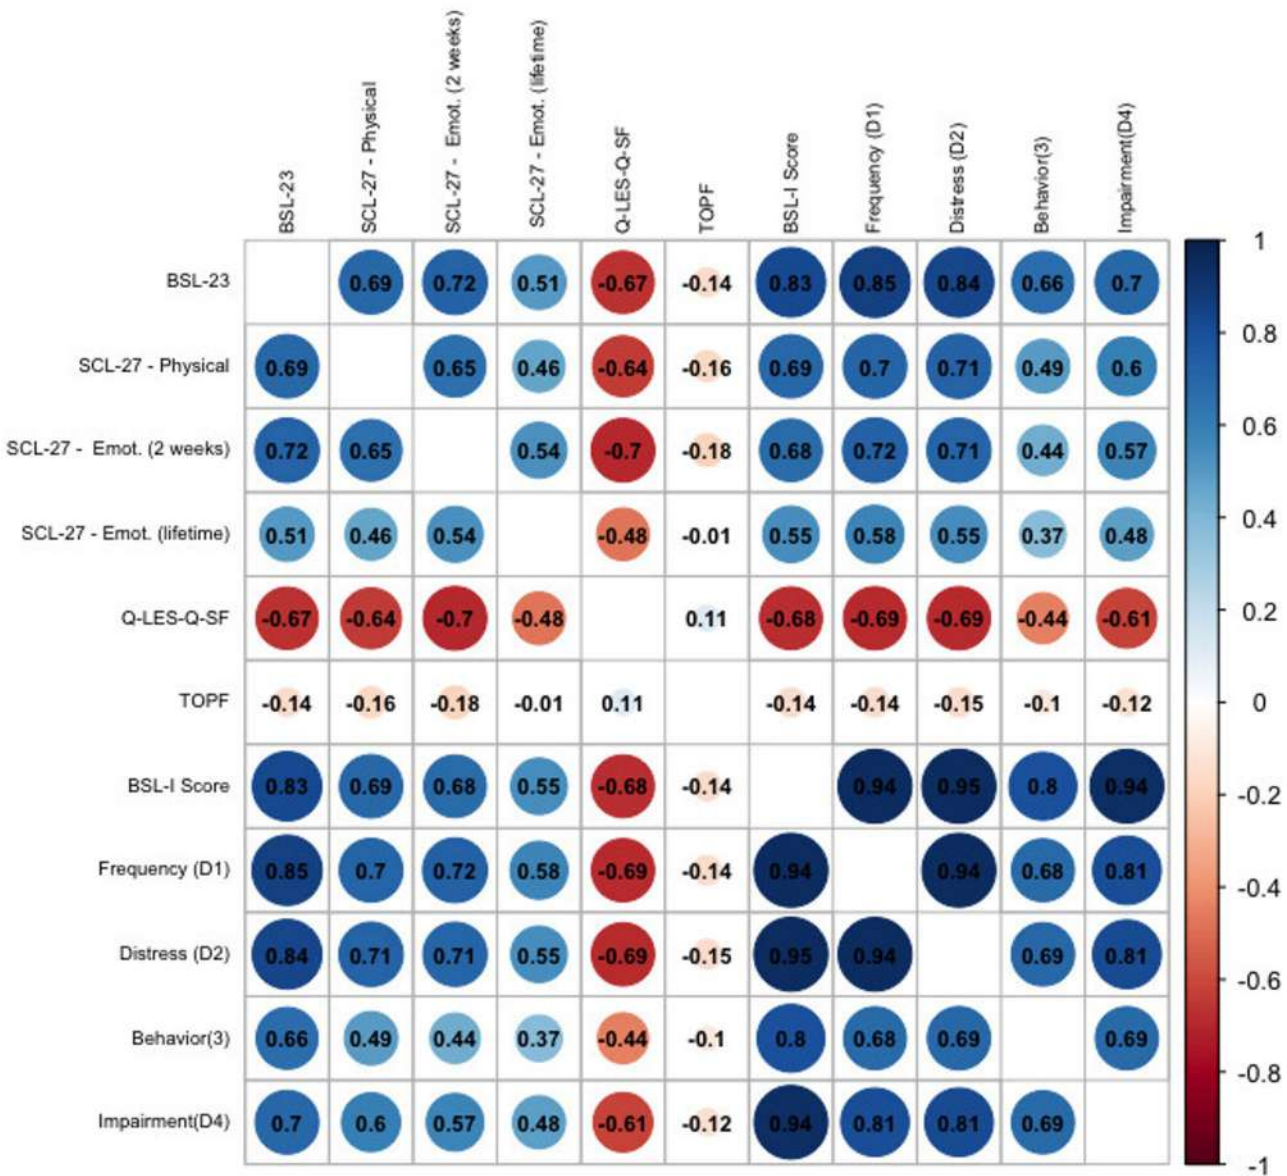 BSL-23
SCL-27 - Physical
SCL-27 -  Emot. (2 weeks)
SCL-27 - Emot. (lifetime)
Q-LES-Q-SF
TOPF
BSL-I Score
Frequency (D1)
Distress (D2)
Behavior(3)
Impairment(D4)
BSL-23 0.69 0.72 0.51 -0.67 -0.14 0.83 0.85 0.84 0.66 0.7
SCL-27 - Physical 0.69 0.65 0.46 -0.64 -0.16 0.69 0.7 0.71 0.49 0.6
SCL-27 -  Emot. (2 weeks) 0.72 0.65 0.54 -0.7 -0.18 0.68 0.72 0.71 0.44 0.57
SCL-27 - Emot. (lifetime) 0.51 0.46 0.54 -0.48 -0.01 0.55 0.58 0.55 0.37 0.48
Q-LES-Q-SF -0.67 -0.64 -0.7 -0.48 0.11 -0.68 -0.69 -0.69 -0.44 -0.61
TOPF -0.14 -0.16 -0.18 -0.01 0.11 -0.14 -0.14 -0.15 -0.1 -0.12
BSL-I Score 0.83 0.69 0.68 0.55 -0.68 -0.14 0.94 0.95 0.8 0.94
Frequency (D1) 0.85 0.7 0.72 0.58 -0.69 -0.14 0.94 0.94 0.68 0.81
Distress (D2) 0.84 0.71 0.71 0.55 -0.69 -0.15 0.95 0.94 0.69 0.81
Behavior(3) 0.66 0.49 0.44 0.37 -0.44 -0.1 0.8 0.68 0.69 0.69
Impairment(D4) 0.7 0.6 0.57 0.48 -0.61 -0.12 0.94 0.81 0.81 0.69
1
0.8
0.6
0.4
0.2
0
-0.2
-0.4
-0.6
-0.8
-1